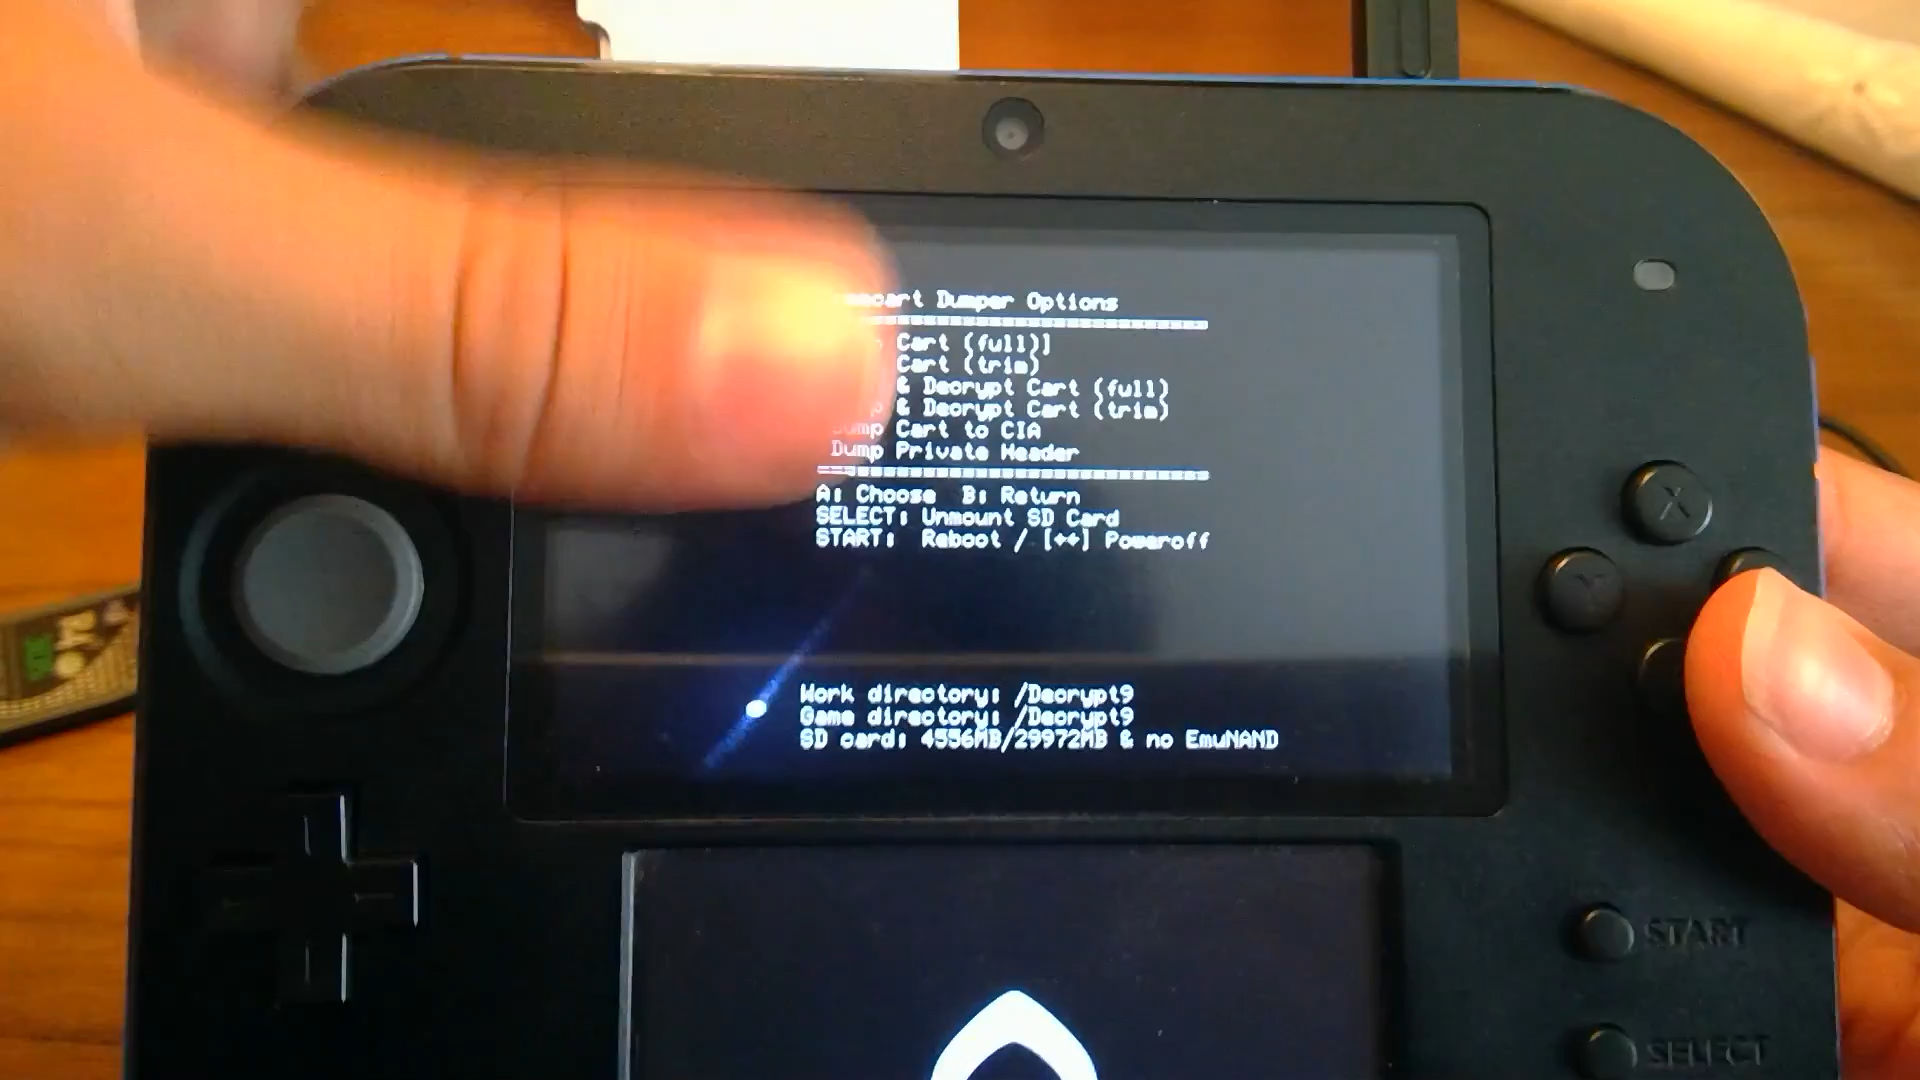 Dumper Options
Cart (full)]
Cart (trim)
& Decrypt Cart (full)
& Decrypt Cart (trim)
Dump Cart to CIA
Dump Private Header
A: Choose B: Return
SELECT: Unmount SD Card
START: Reboot / [↔] Poweroff
Work directory: /Decrypt9
Game directory: /Decrypt9
SD card: 4556MB/29972MB & no EmuNAND
X
Y
START
SELECT